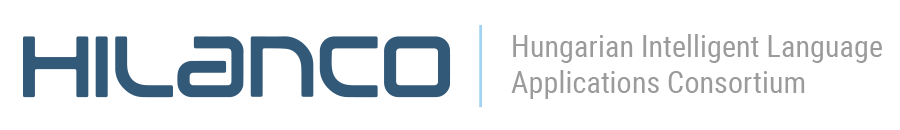 HILANCO
Hungarian Intelligent Language
Applications Consortium